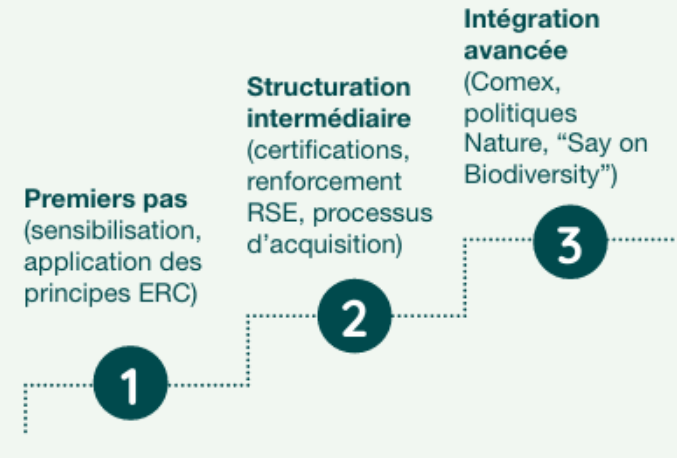 Premiers pas
(sensibilisation,
application des
principes ERC)
1
Structuration
intermédiaire
(certifications,
renforcement
RSE, processus
d’acquisition)
2
Intégration
avancée
(Comex,
politiques
Nature, “Say on
Biodiversity”)
3